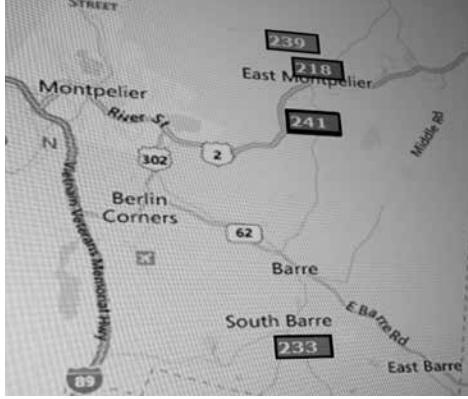 STREET
239
218
East Montpelier
Montpelier
River St
241
Middle Rd
N
302
2
Vietnam Veterans Memorial Hwy
Berlin
Corners
62
Barre
E Barre Rd
South Barre
233
East Barre
89